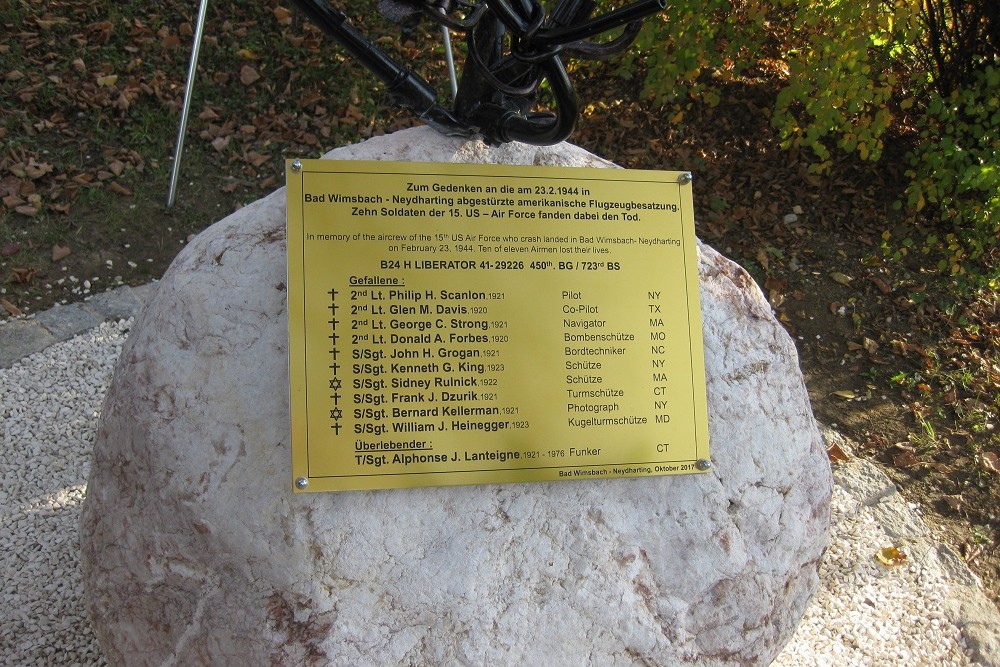 Zum Gedenken an die am 23.2.1944 in
Bad Wimsbach - Neydharting abgestürzte amerikanische Flugzeugbesatzung.
Zehn Soldaten der 15. US – Air Force fanden dabei den Tod.
In memory of the aircrew of the 15th US Air Force who crash landed in Bad Wimsbach- Neydharting
on February 23, 1944. Ten of eleven Airmen lost their lives.
B24 H LIBERATOR 41-29226 450th. BG / 723rd BS
Gefallene :
2nd Lt. Philip H. Scanlon,1921 Pilot NY
2nd Lt. Glen M. Davis,1920 Co-Pilot TX
2nd Lt. George C. Strong,1921 Navigator MA
2nd Lt. Donald A. Forbes,1920 Bombenschütze MO
S/Sgt. John H. Grogan,1921 Bordtechniker NC
S/Sgt. Kenneth G. King,1923 Schütze NY
S/Sgt. Sidney Rulnick,1922 Schütze MA
S/Sgt. Frank J. Dzurik,1921 Turmschütze CT
S/Sgt. Bernard Kellerman,1921 Photograph NY
S/Sgt. William J. Heinegger,1923 Kugelturmschütze MD
Überlebender :
T/Sgt. Alphonse J. Lanteigne,1921 - 1976 Funker CT
Bad Wimsbach - Neydharting, Oktober 2017